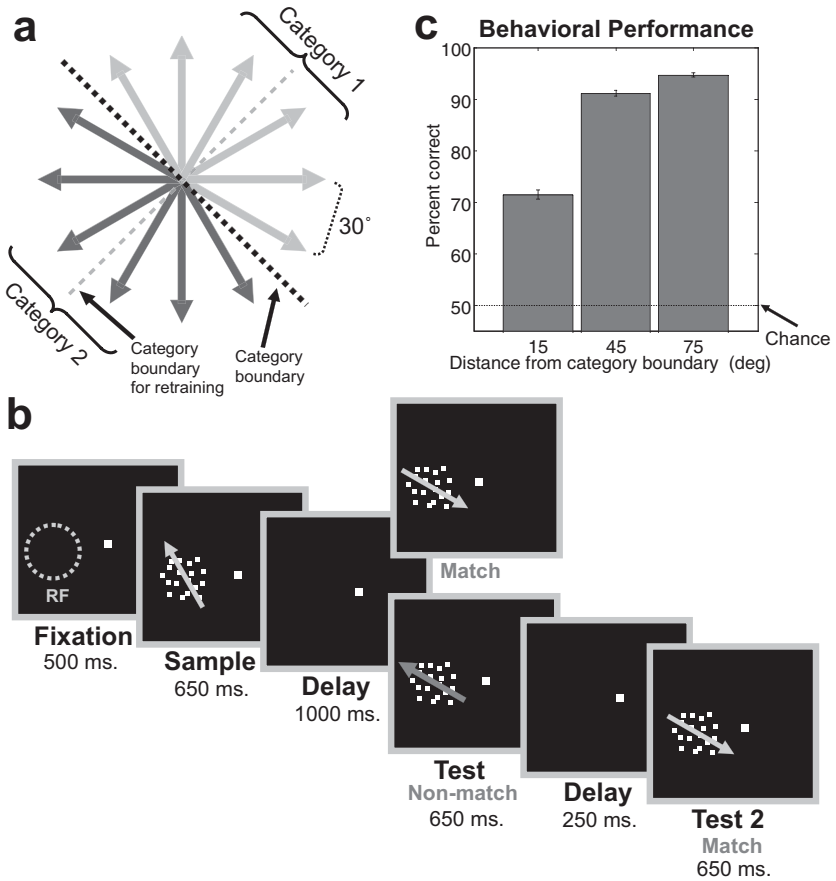 a
Category 1
30°
Category 2
Category
boundary
for retraining
Category
boundary
c
Behavioral Performance
Percent correct
100
90
80
70
60
50
15
45
75
Distance from category boundary (deg)
Chance
b
RF
Fixation
500 ms.
Sample
650 ms.
Delay
1000 ms.
Match
Test
Non-match
650 ms.
Delay
250 ms.
Test 2
Match
650 ms.